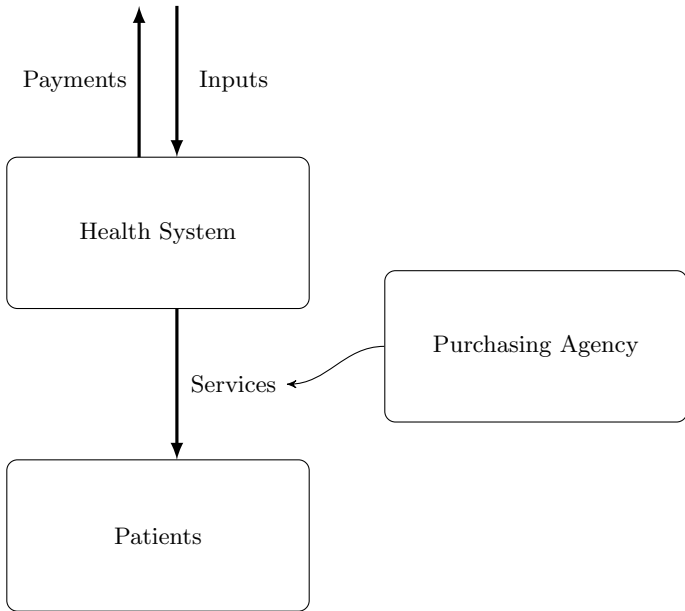 Payments
Inputs
Health System
Purchasing Agency
Services
Patients